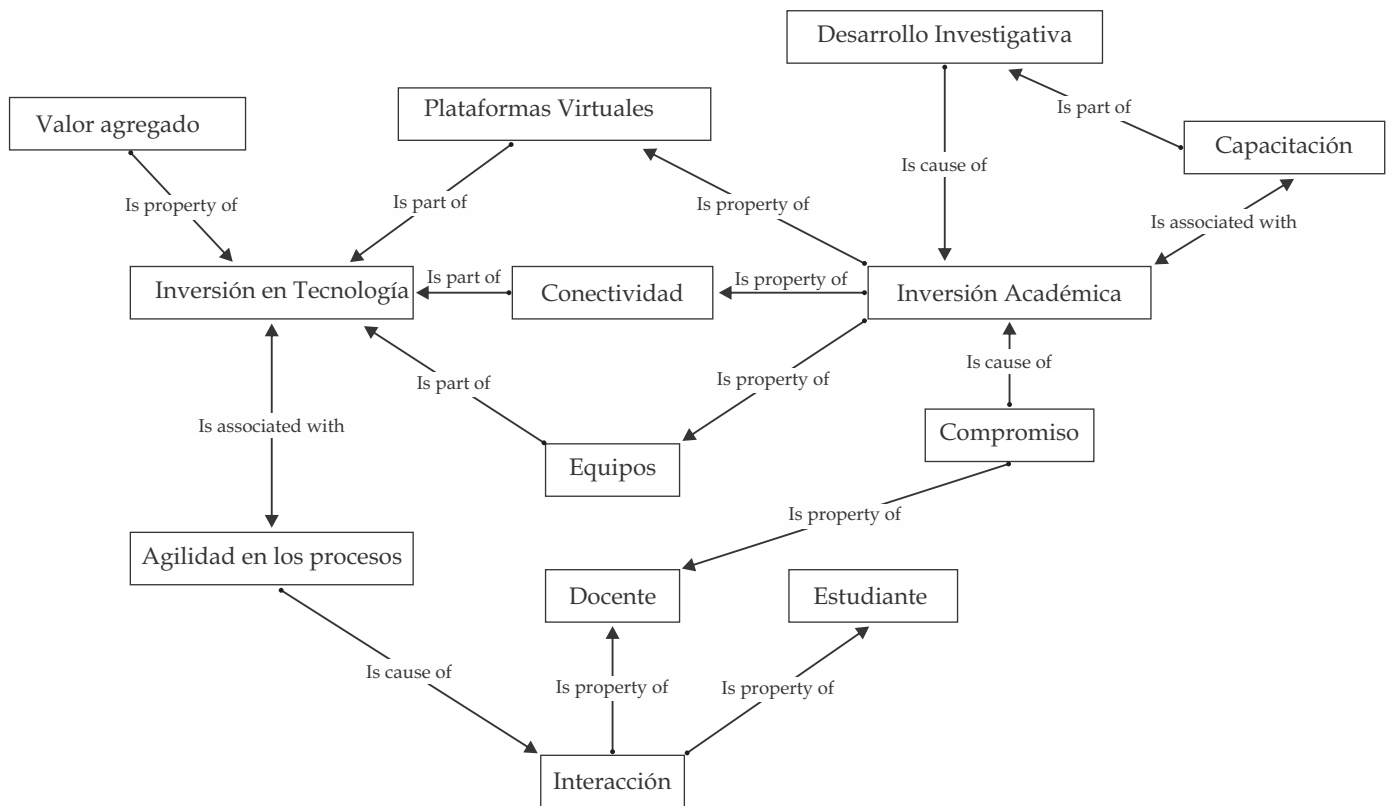 Desarrollo Investigativa
Plataformas Virtuales
Valor agregado
Is part of
Capacitación
Is cause of
Is property of
Is part of
Is property of
Is associated with
Is part of
Is property of
Inversión en Tecnología
Conectividad
Inversión Académica
Is cause of
Is part of
Is property of
Is associated with
Compromiso
Equipos
Is property of
Agilidad en los procesos
Docente
Estudiante
Is cause of
Is property of
Is property of
Interacción